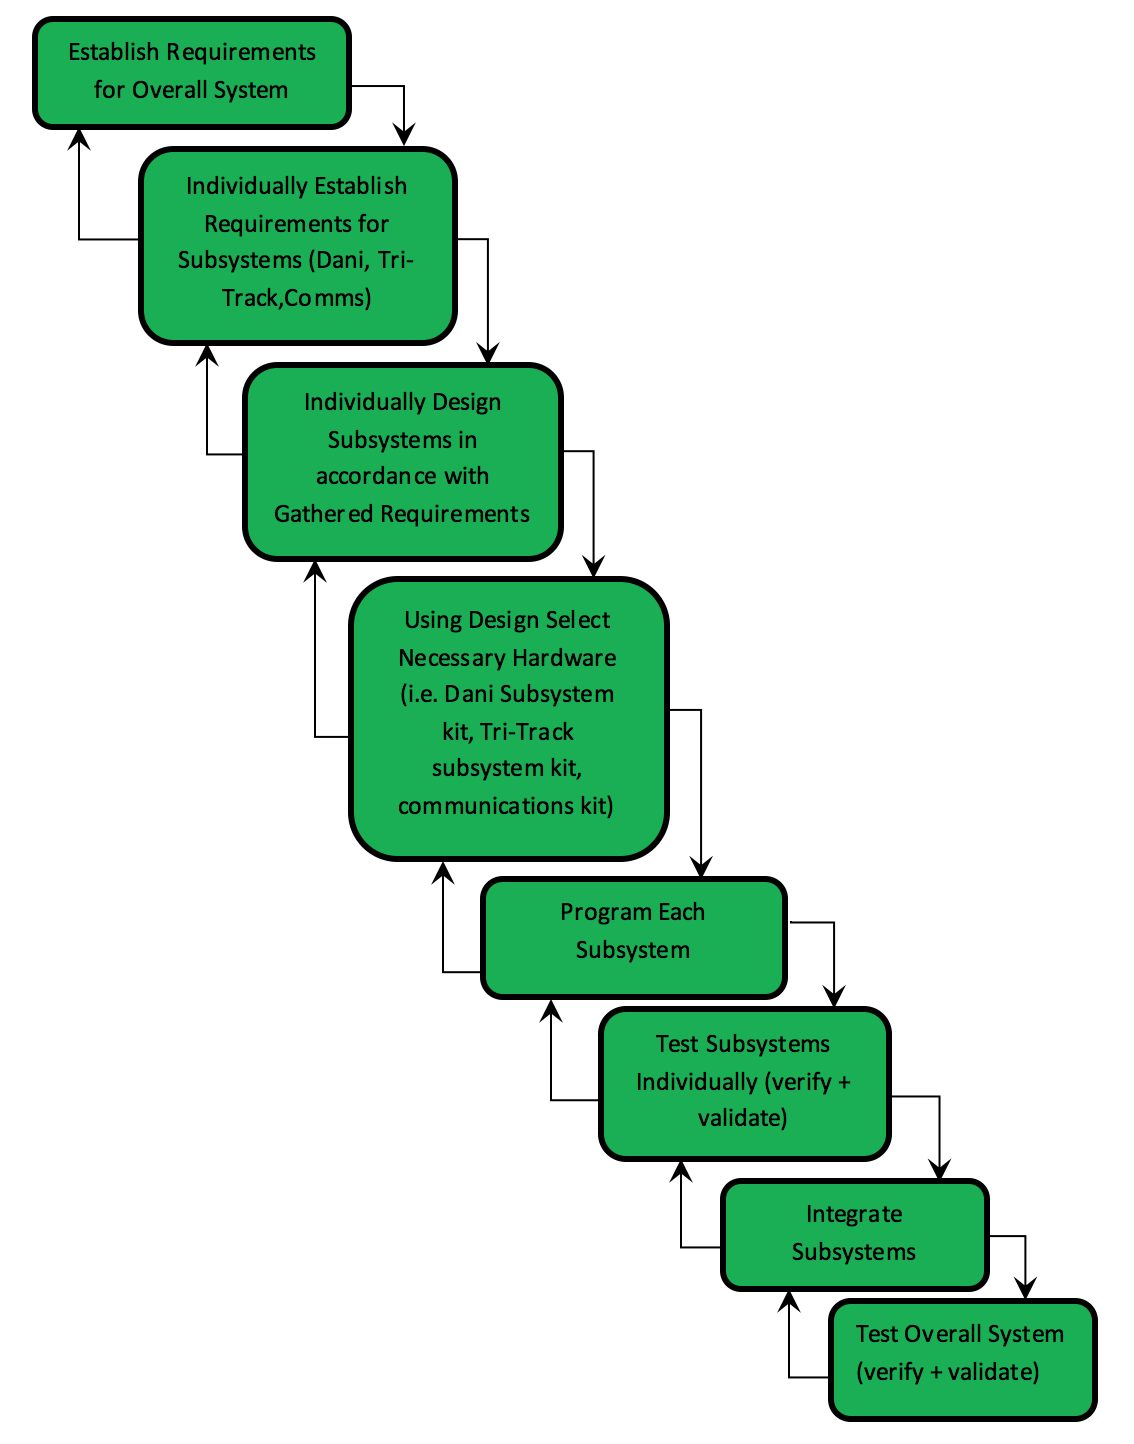 Establish Requirements
for Overall System
Individually Establish
Requirements for
Subsystems (Dani, Tri-
Track,Comms)
Individually Design
Subsystems in
accordance with
Gathered Requirements
Using Design Select
Necessary Hardware
(i.e. Dani Subsystem
kit, Tri-Track
subsystem kit,
communications kit)
Program Each
Subsystem
Test Subsystems
Individually (verify +
validate)
Integrate
Subsystems
Test Overall System
(verify + validate)